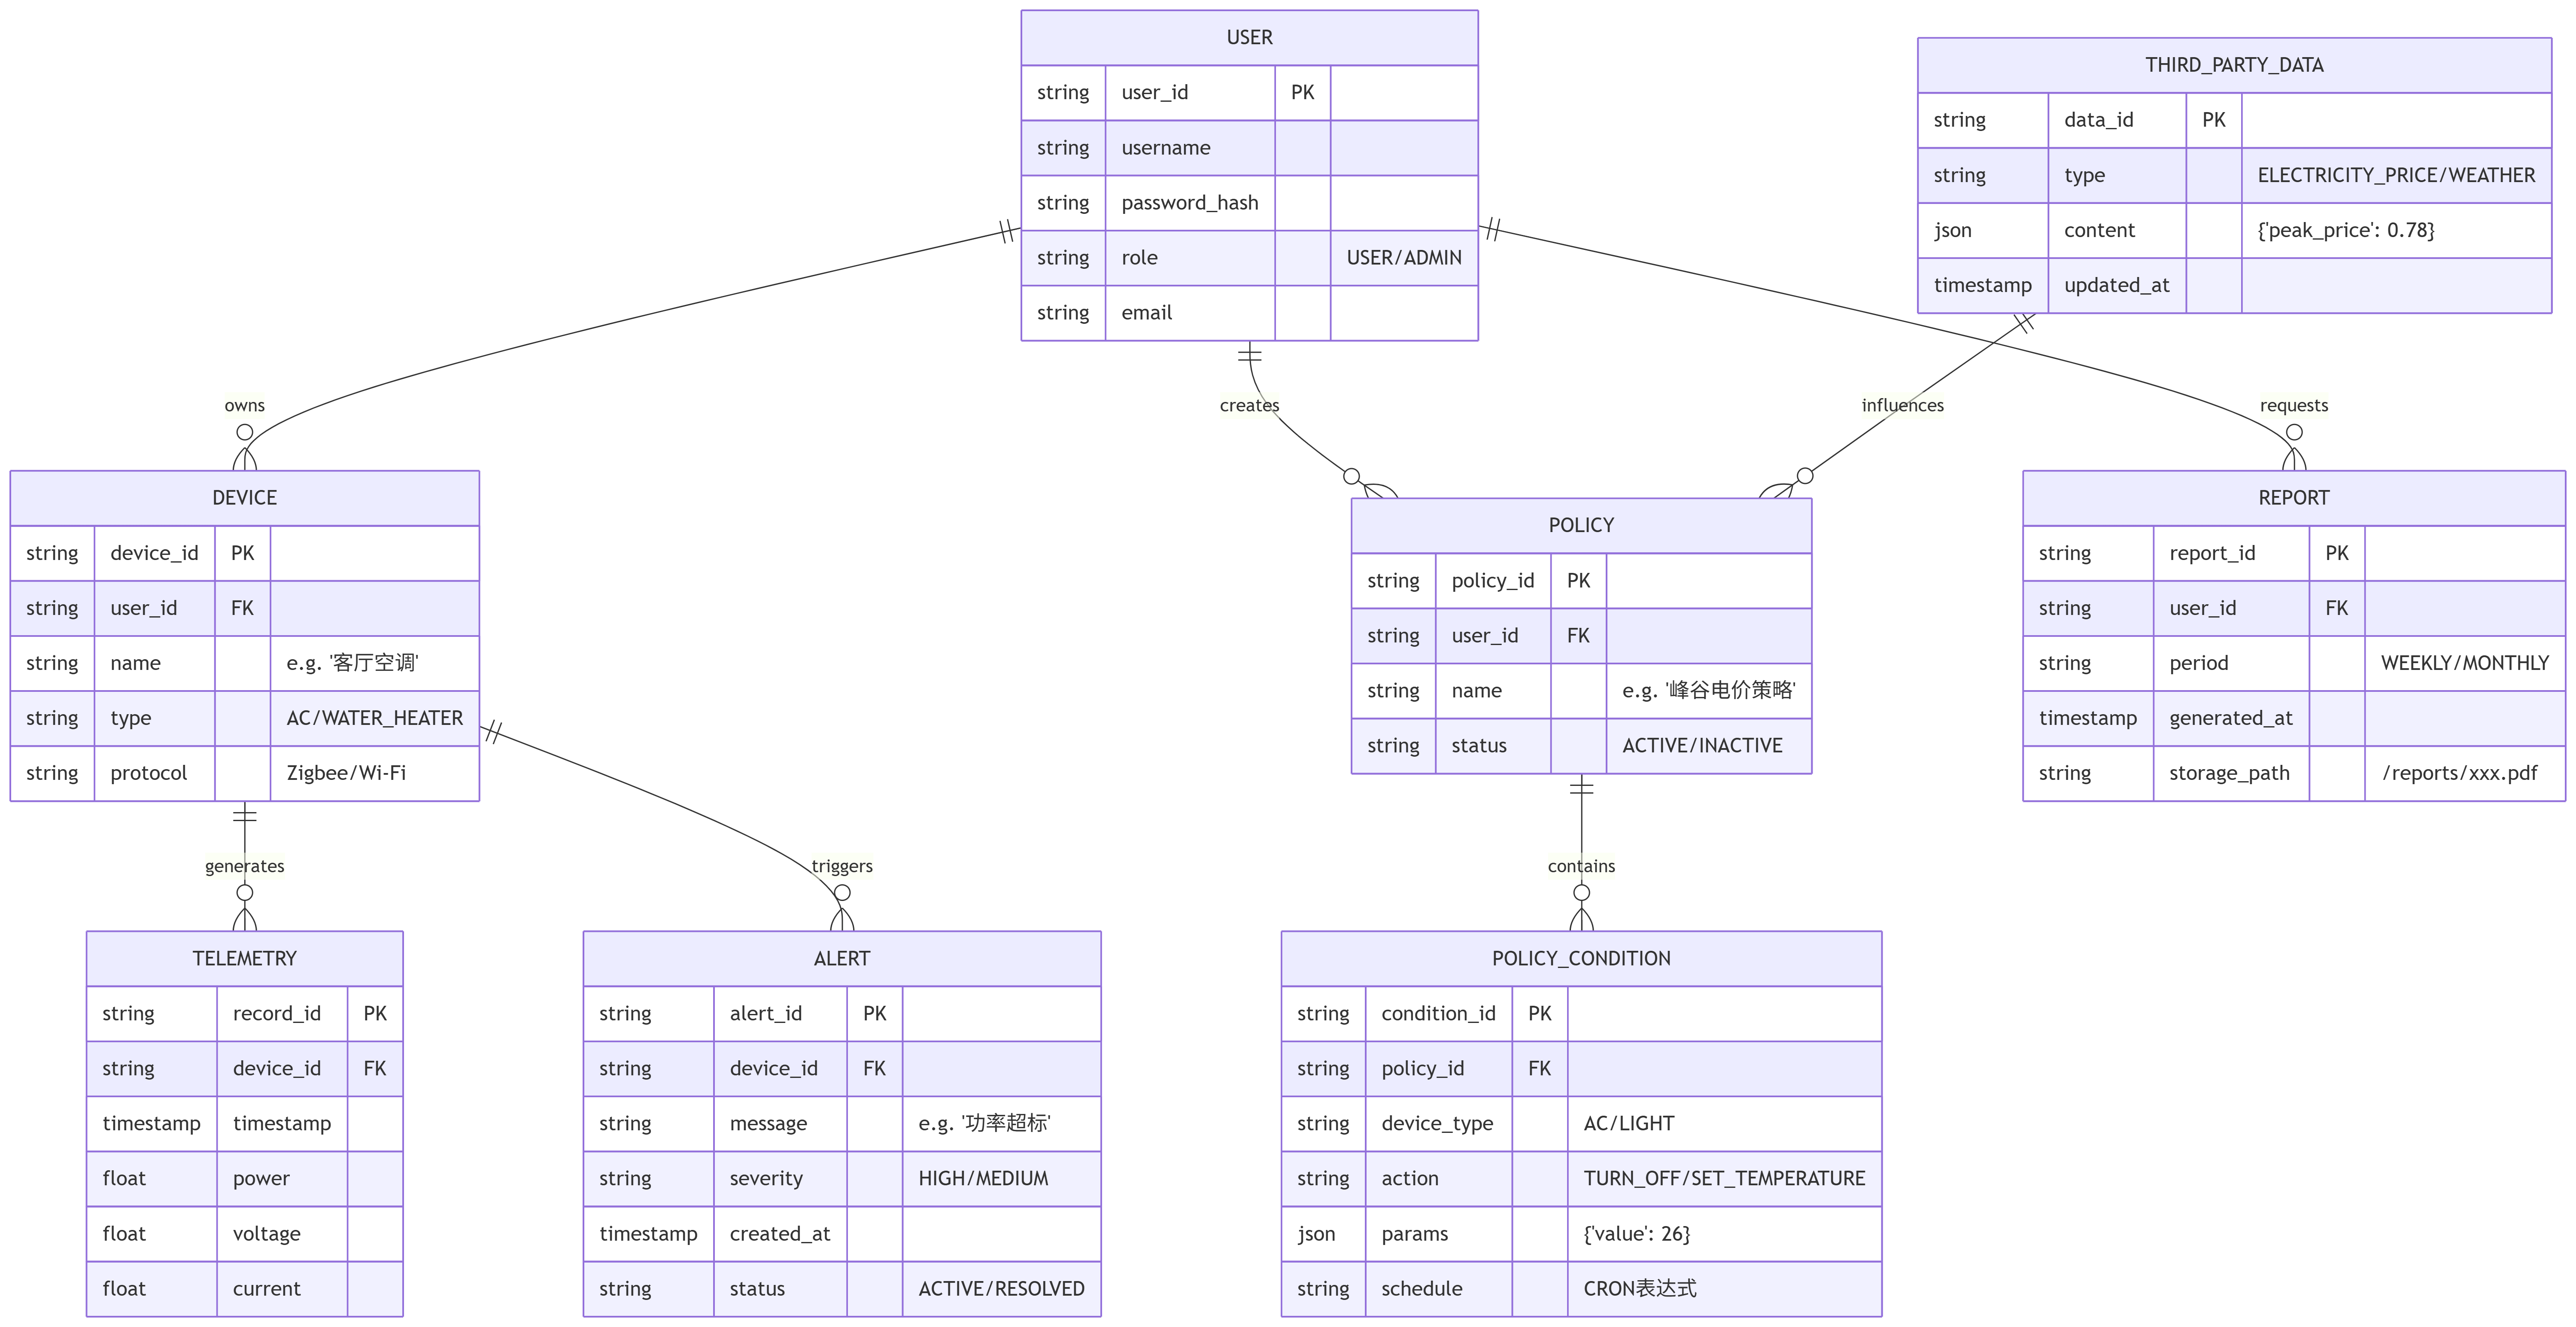 USER
string user_id PK
string username
string password_hash
string role USER/ADMIN
string email
THIRD_PARTY_DATA
string data_id PK
string type ELECTRICITY_PRICE/WEATHER
json content {'peak_price': 0.78}
timestamp updated_at
owns
creates
influences
requests
DEVICE
string device_id PK
string user_id FK
string name e.g. '客厅空调'
string type AC/WATER_HEATER
string protocol Zigbee/Wi-Fi
POLICY
string policy_id PK
string user_id FK
string name e.g. '峰谷电价策略'
string status ACTIVE/INACTIVE
REPORT
string report_id PK
string user_id FK
string period WEEKLY/MONTHLY
timestamp generated_at
string storage_path /reports/xxx.pdf
generates
triggers
contains
TELEMETRY
string record_id PK
string device_id FK
timestamp timestamp
float power
float voltage
float current
ALERT
string alert_id PK
string device_id FK
string message e.g. '功率超标'
string severity HIGH/MEDIUM
timestamp created_at
string status ACTIVE/RESOLVED
POLICY_CONDITION
string condition_id PK
string policy_id FK
string device_type AC/LIGHT
string action TURN_OFF/SET_TEMPERATURE
json params {'value': 26}
string schedule CRON表达式